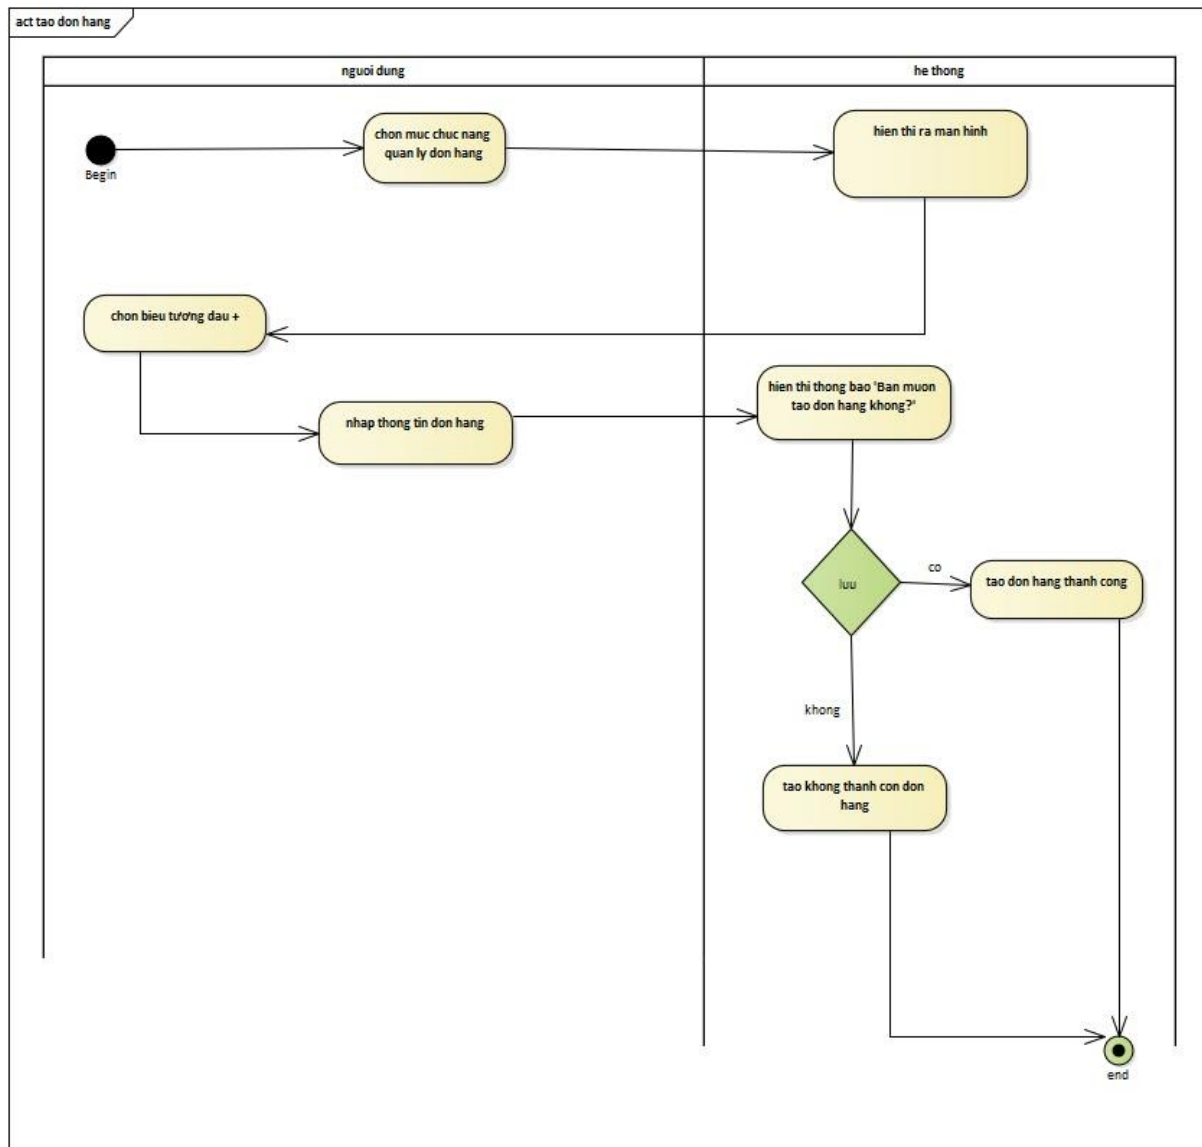 act tao don hang
nguoi dung
he thong
Begin
chon muc chuc nang
quan ly don hang
hien thi ra man hinh
chon bieu tương dau +
nhap thong tin don hang
hien thi thong bao 'Ban muon
tao don hang khong?'
luu
co
tao don hang thanh cong
khong
tao khong thanh con don
hang
end